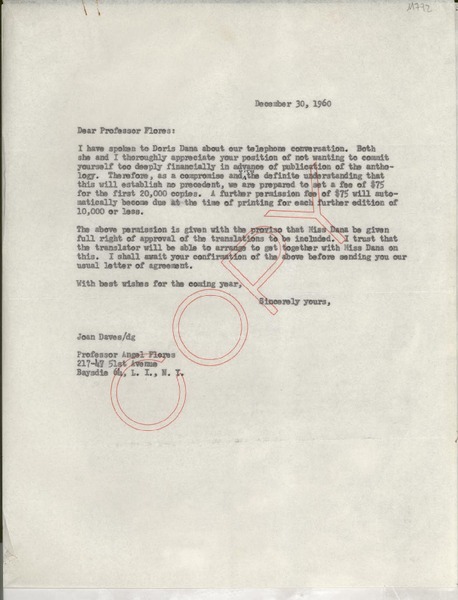 11772
December 30, 1960
Dear Professor Flores:
I have spoken to Doris Dana about our telephone conversation. Both
she and I thoroughly appreciate your position of not wanting to commit
yourself too deeply financially in advance of publication of the antho-
logy. Therefore, as a compromise and with the definite understanding that
this will establish no precedent, we are prepared to set a fee of $75
for the first 20,000 copies. A further permission fee of $75 will auto-
matically become due at the time of printing for each further edition of
10,000 or less.
The above permission is given with the proviso that Miss Dana be given
full right of approval of the translations to be included. I trust that
the translator will be able to arrange to get together with Miss Dana on
this. I shall await your confirmation of the above before sending you our
usual letter of agreement.
With best wishes for the coming year,
Sincerely yours,
Joan Daves/dg
Professor Angel Flores
217-47 51st Avenue
Baysdie 64, L. I., N. Y.
COPY